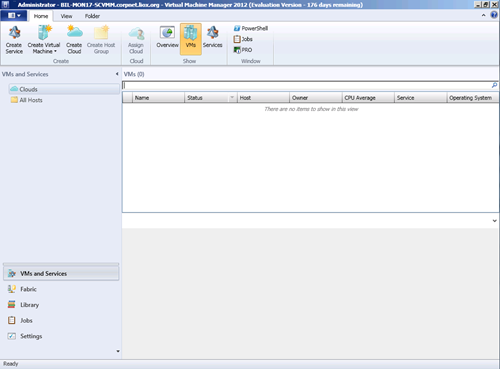 Administrator - BIL-MON17-SCVMM.corpnet.biz.org - Virtual Machine Manager 2012 (Evaluation Version - 176 days remaining)
Home View Folder
Create Service
Create Virtual Machine
Create Cloud
Create Host Group
Assign Cloud
Overview
VMs
Services
PowerShell
Jobs
PRO
Create Cloud Show Window
VMs and Services
VMs (0)
Clouds
All Hosts
Name Status Host Owner CPU Average Service Operating System
There are no items to show in this view
VMs and Services
Fabric
Library
Jobs
Settings
Ready